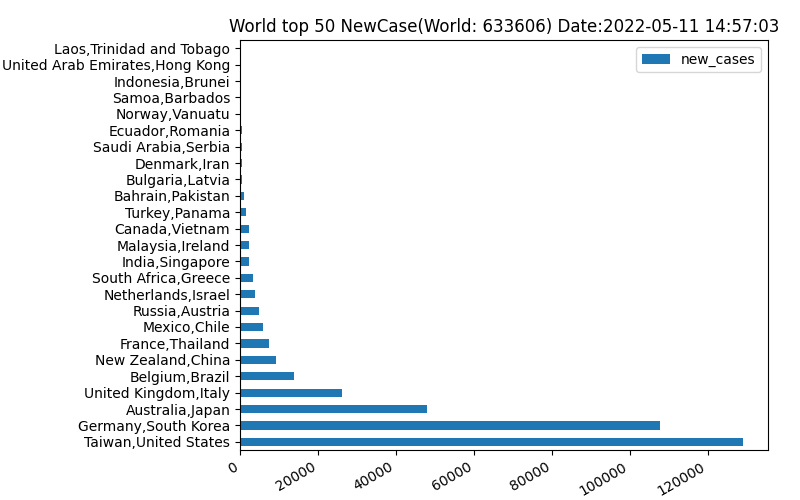 World top 50 NewCase(World: 633606) Date:2022-05-11 14:57:03
new_cases
Laos,Trinidad and Tobago
United Arab Emirates,Hong Kong
Indonesia,Brunei
Samoa,Barbados
Norway,Vanuatu
Ecuador,Romania
Saudi Arabia,Serbia
Denmark,Iran
Bulgaria,Latvia
Bahrain,Pakistan
Turkey,Panama
Canada,Vietnam
Malaysia,Ireland
India,Singapore
South Africa,Greece
Netherlands,Israel
Russia,Austria
Mexico,Chile
France,Thailand
New Zealand,China
Belgium,Brazil
United Kingdom,Italy
Australia,Japan
Germany,South Korea
Taiwan,United States
0 20000 40000 60000 80000 100000 120000